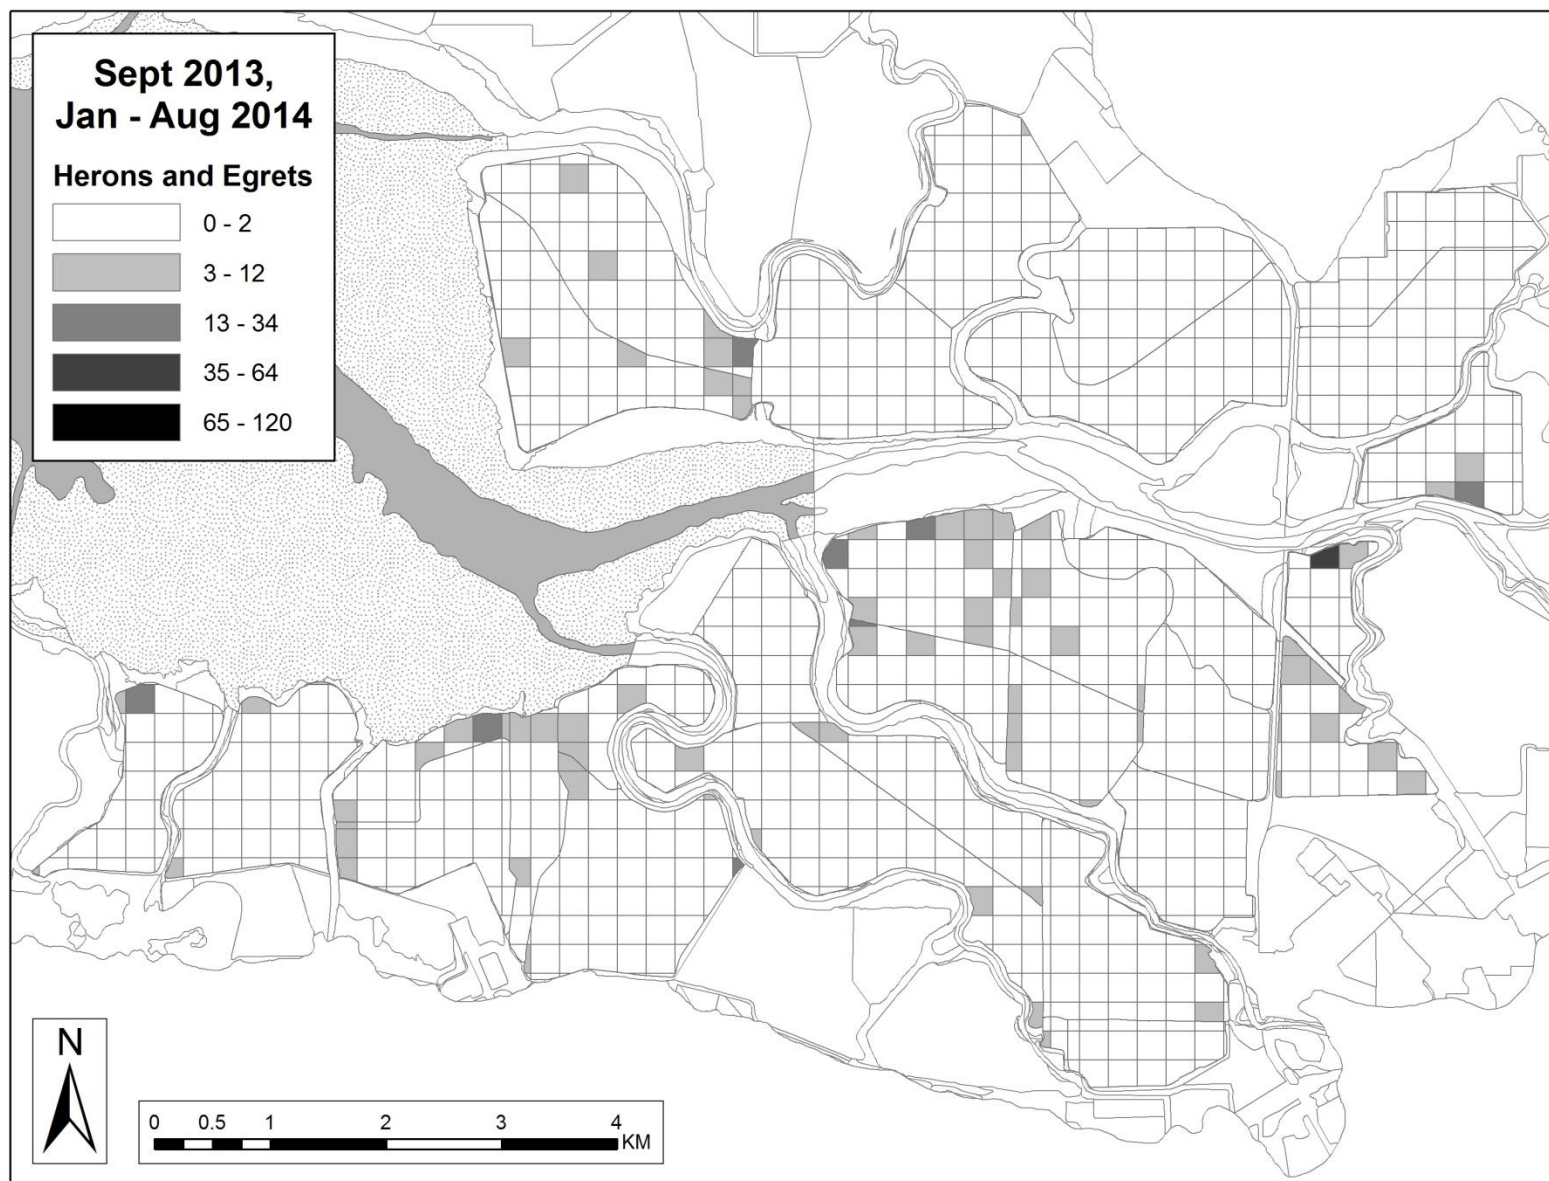 Sept 2013,
Jan - Aug 2014
Herons and Egrets
0 - 2
3 - 12
13 - 34
35 - 64
65 - 120
N
0 0.5 1 2 3 4
KM